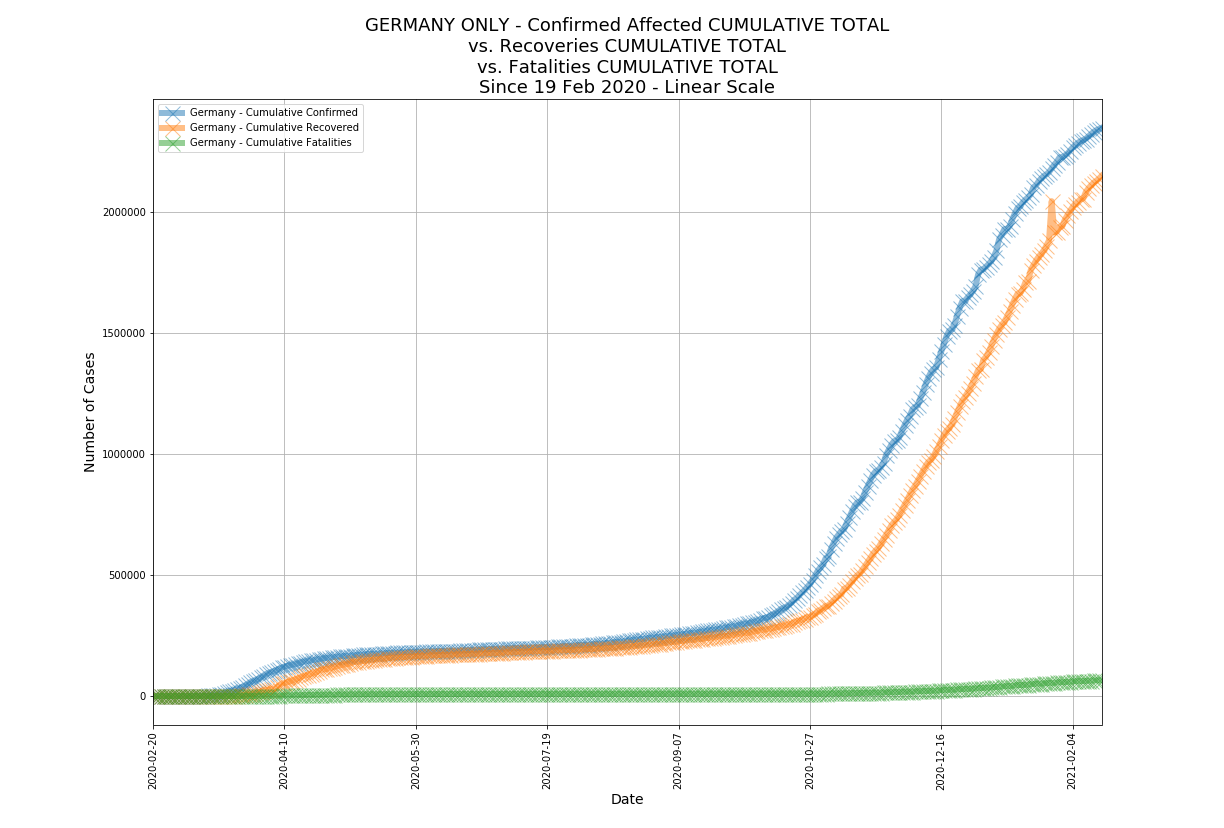 GERMANY ONLY - Confirmed Affected CUMULATIVE TOTAL
vs. Recoveries CUMULATIVE TOTAL
vs. Fatalities CUMULATIVE TOTAL
Since 19 Feb 2020 - Linear Scale
Germany - Cumulative Confirmed
Germany - Cumulative Recovered
Germany - Cumulative Fatalities
Number of Cases
2000000
1500000
1000000
500000
0
2020-02-20
2020-04-10
2020-05-30
2020-07-19
2020-09-07
2020-10-27
2020-12-16
2021-02-04
Date